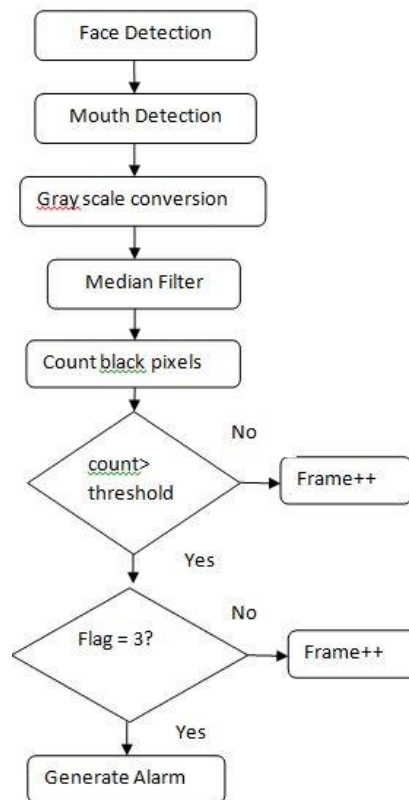 Face Detection
Mouth Detection
Gray scale conversion
Median Filter
Count black pixels
count>
threshold
No
Frame++
Yes
Flag = 3?
No
Frame++
Yes
Generate Alarm